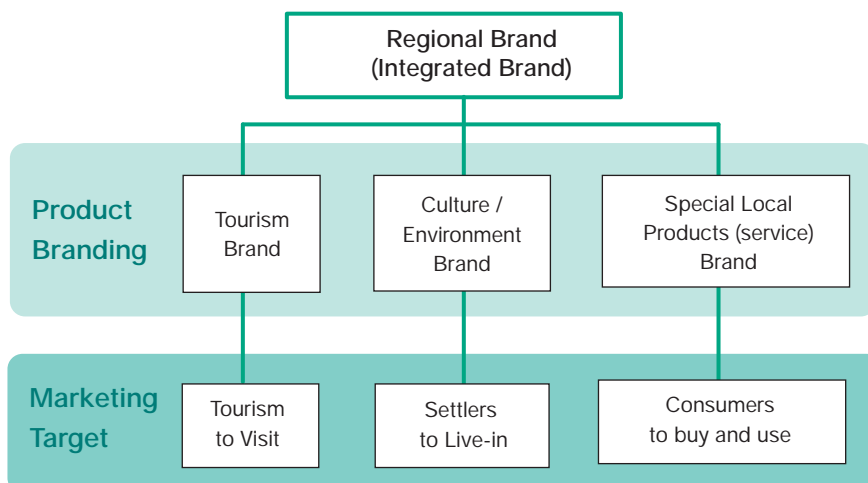 Regional Brand
(Integrated Brand)
Product
Branding
Tourism
Brand
Culture /
Environment
Brand
Special Local
Products (service)
Brand
Marketing
Target
Tourism
to Visit
Settlers
to Live-in
Consumers
to buy and use